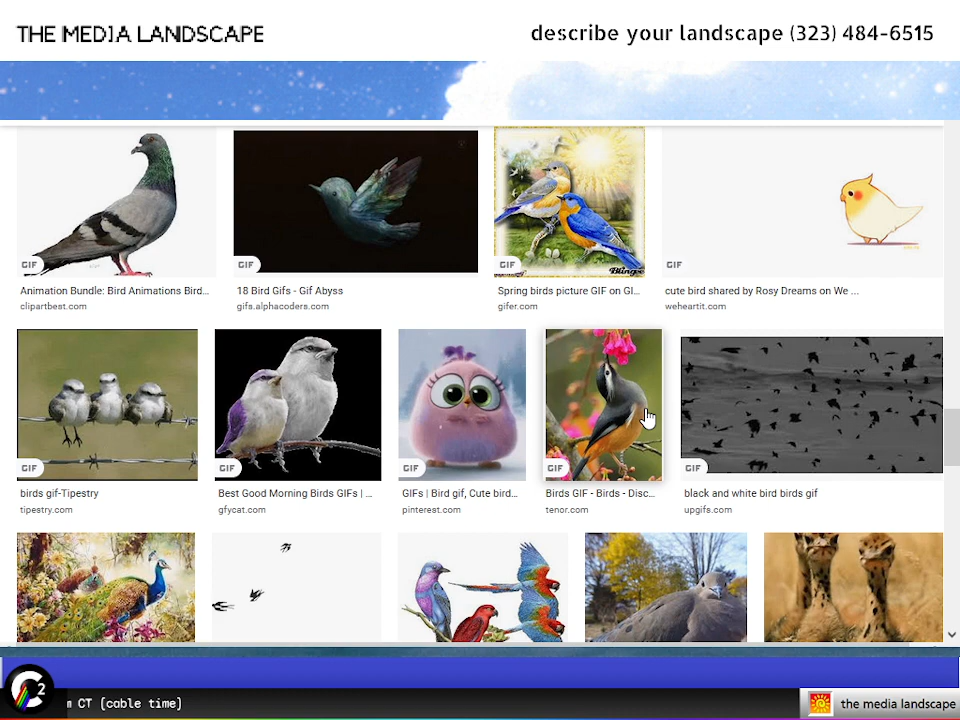 THE MEDIA LANDSCAPE
describe your landscape (323) 484-6515
GIF
GIF
GIF
Blingee
GIF
Animation Bundle: Bird Animations Bird...
18 Bird Gifs - Gif Abyss
Spring birds picture GIF on GI...
cute bird shared by Rosy Dreams on We ...
clipartbest.com
gifs.alphacoders.com
gifer.com
weheartit.com
GIF
GIF
GIF
GIF
GIF
birds gif-Tipestry
Best Good Morning Birds GIFs | ...
GIFs | Bird gif, Cute bird...
Birds GIF - Birds - Disc...
black and white bird birds gif
tipestry.com
gfycat.com
pinterest.com
tenor.com
upgifs.com
C2
m CT [cable time]
the media landscape